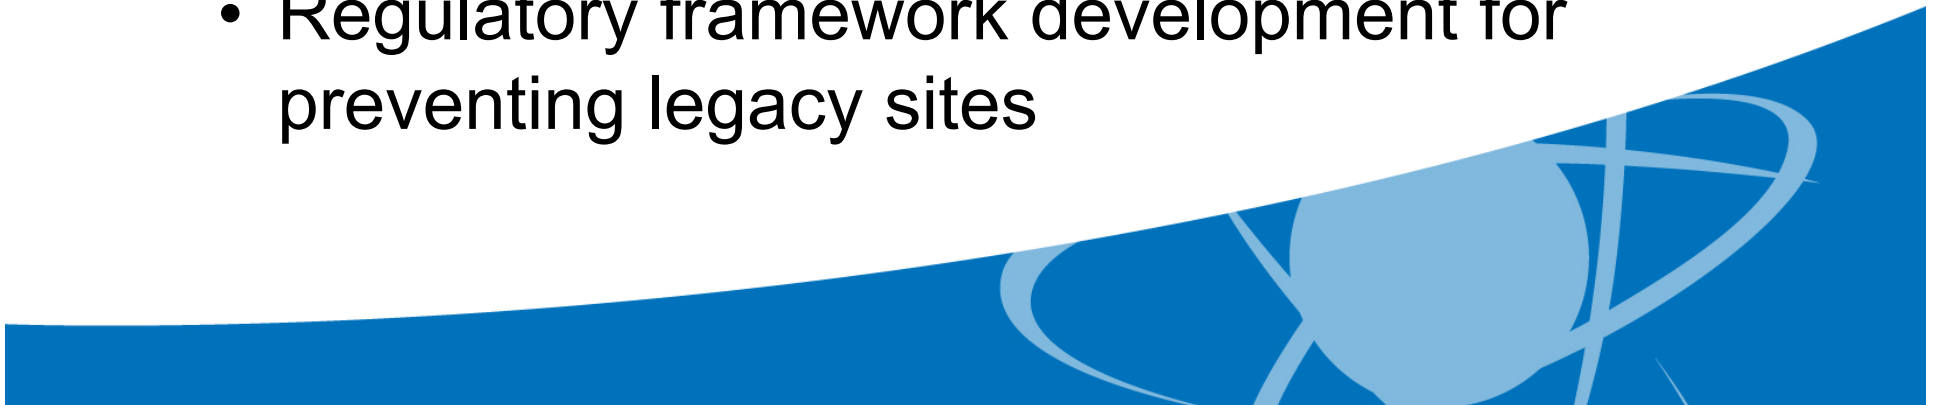 • Regulatory framework development for
preventing legacy sites